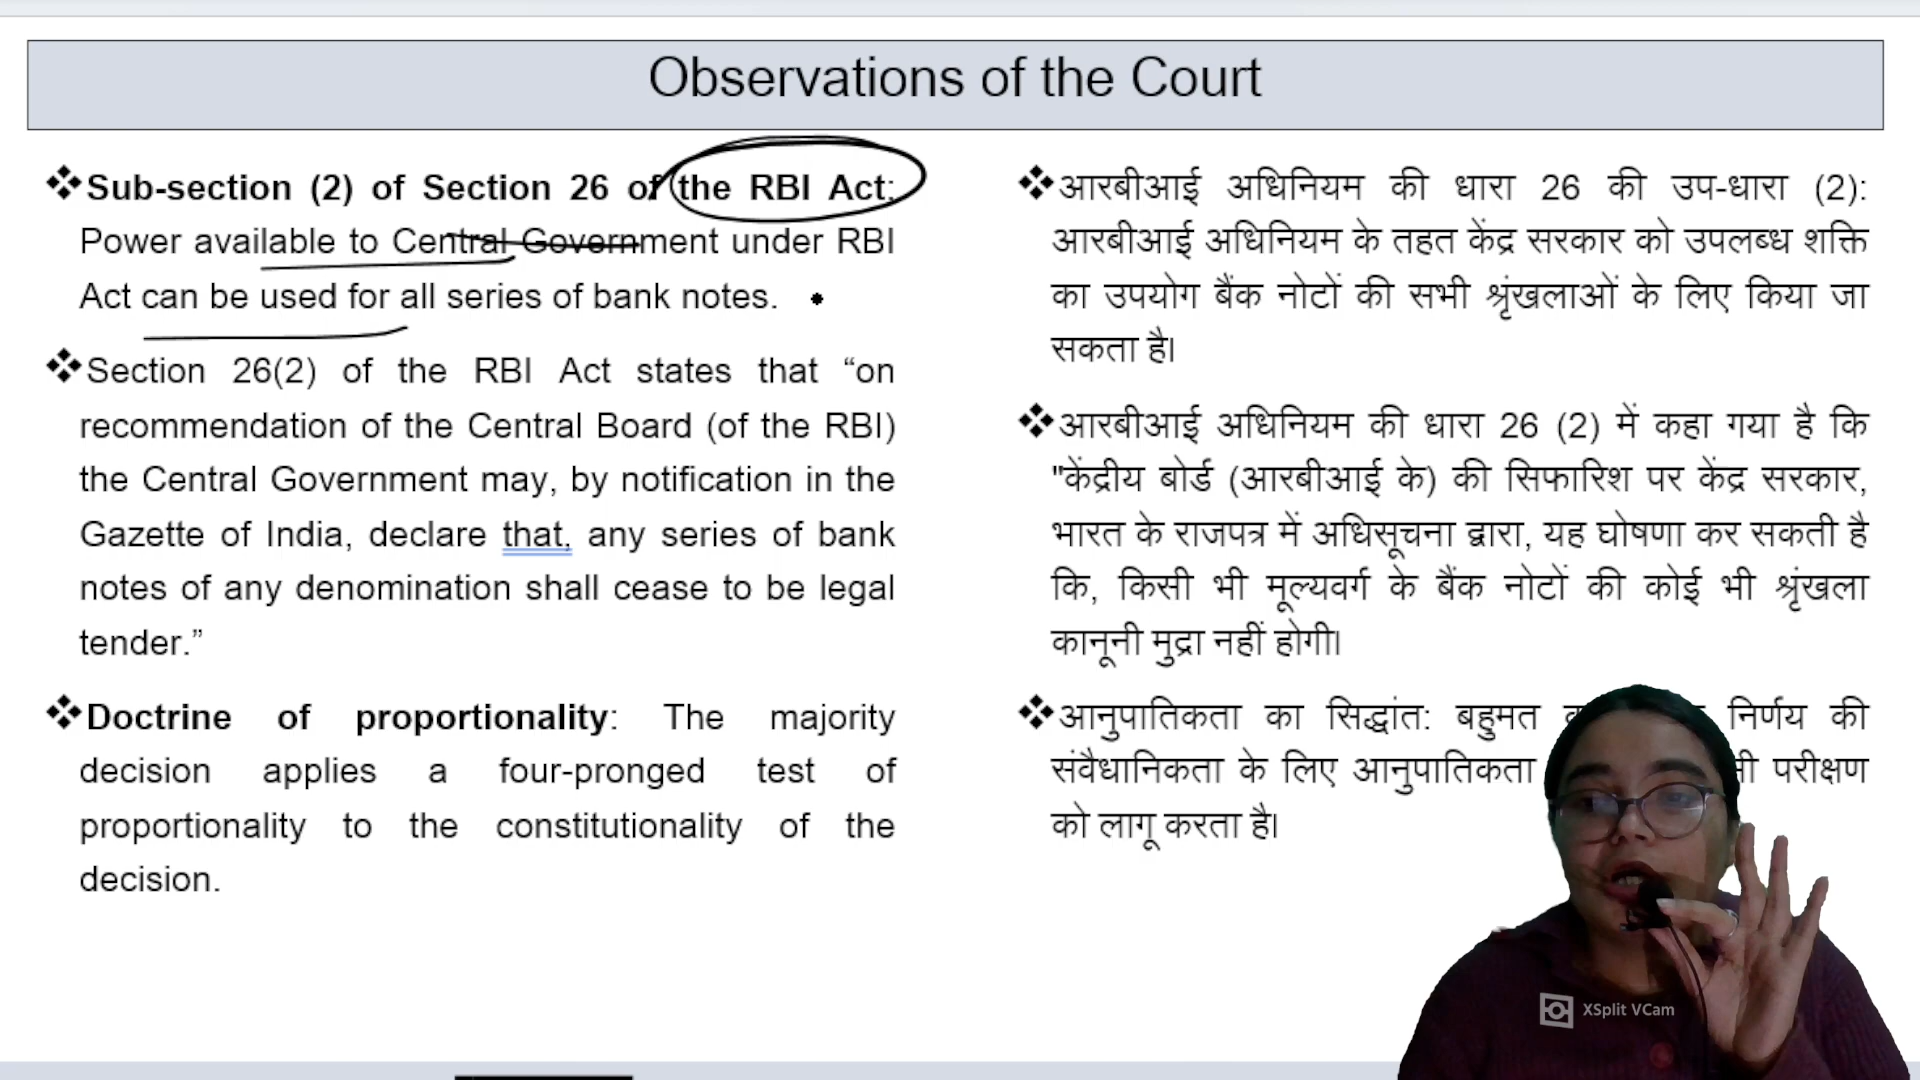 Observations of the Court
❖Sub-section (2) of Section 26 of the RBI Act:
Power available to Central Government under RBI
Act can be used for all series of bank notes.
❖Section 26(2) of the RBI Act states that “on
recommendation of the Central Board (of the RBI)
the Central Government may, by notification in the
Gazette of India, declare that, any series of bank
notes of any denomination shall cease to be legal
tender.”
❖Doctrine of proportionality: The majority
decision applies a four-pronged test of
proportionality to the constitutionality of the
decision.
❖आरबीआई अधिनियम की धारा 26 की उप-धारा (2):
आरबीआई अधिनियम के तहत केंद्र सरकार को उपलब्ध शक्ति
का उपयोग बैंक नोटों की सभी श्रृंखलाओं के लिए किया जा
सकता है।
❖आरबीआई अधिनियम की धारा 26 (2) में कहा गया है कि
"केंद्रीय बोर्ड (आरबीआई के) की सिफारिश पर केंद्र सरकार,
भारत के राजपत्र में अधिसूचना द्वारा, यह घोषणा कर सकती है
कि, किसी भी मूल्यवर्ग के बैंक नोटों की कोई भी श्रृंखला
कानूनी मुद्रा नहीं होगी।
❖आनुपातिकता का सिद्धांत: बहुमत निर्णय की
संवैधानिकता के लिए आनुपातिकता परीक्षण
को लागू करता है।
XSplit VCam